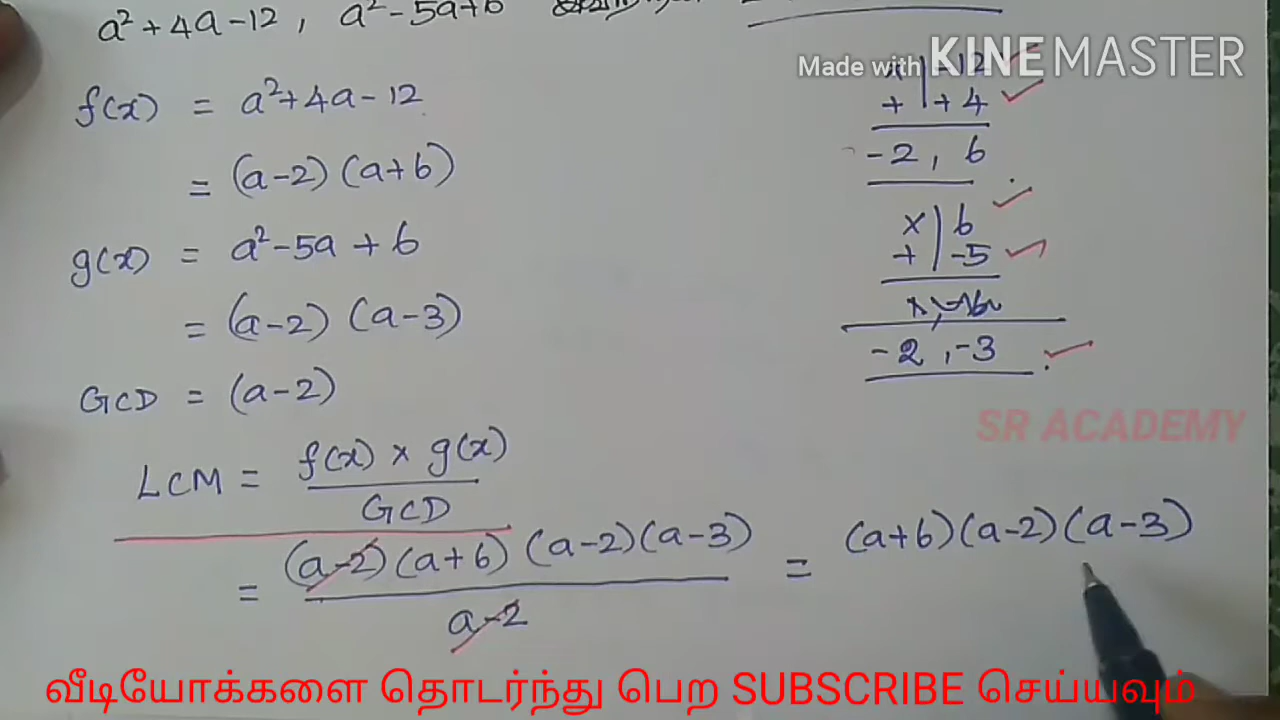 a²+4a-12, a²-5a+6
Made with KINEMASTER
f(x) = a²+4a-12
= (a-2)(a+6)
g(x) = a²-5a+6
= (a-2) (a-3)
GCD = (a-2)
LCM = f(x) × g(x)
GCD
= (a-2)(a+6)(a-2)(a-3)
a-2
= (a+6)(a-2)(a-3)
x | -12
+ | +4
-2, 6
x | 6
+ | -5
-2, -3
SR ACADEMY
வீடியோக்களை தொடர்ந்து பெற SUBSCRIBE செய்யவும்